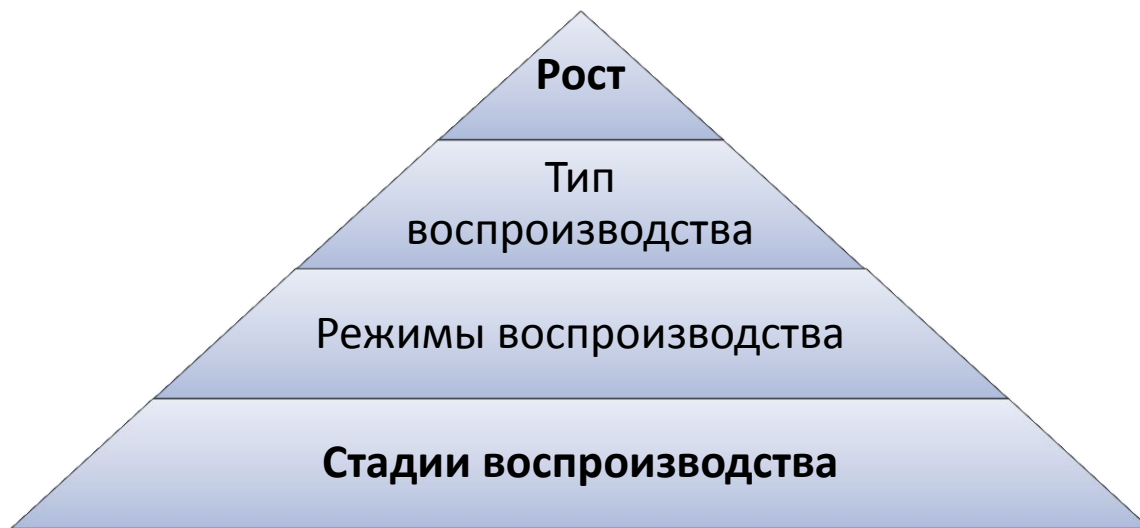 Рост
Тип
воспроизводства
Режимы воспроизводства
Стадии воспроизводства